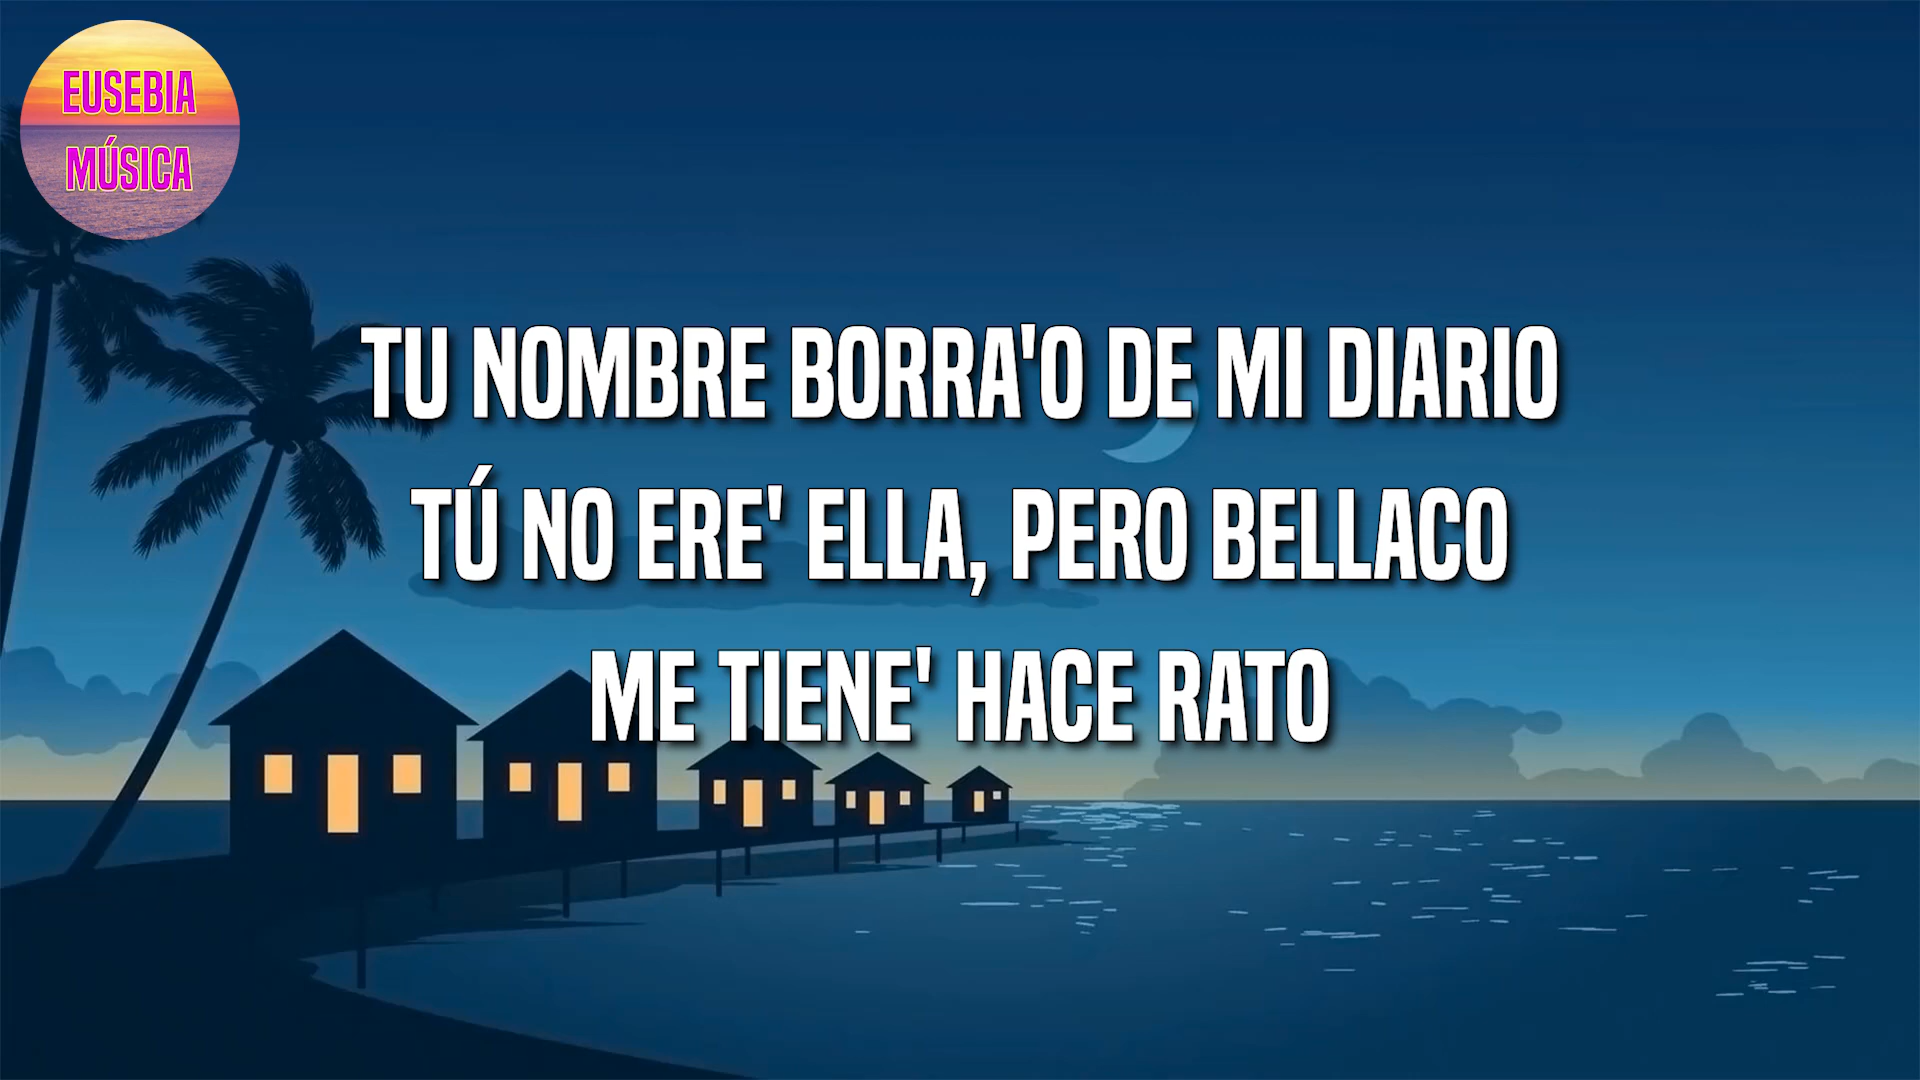 EUSEBIA
MÚSICA
TU NOMBRE BORRA'O DE MI DIARIO
TÚ NO ERE' ELLA, PERO BELLACO
ME TIENE' HACE RATO